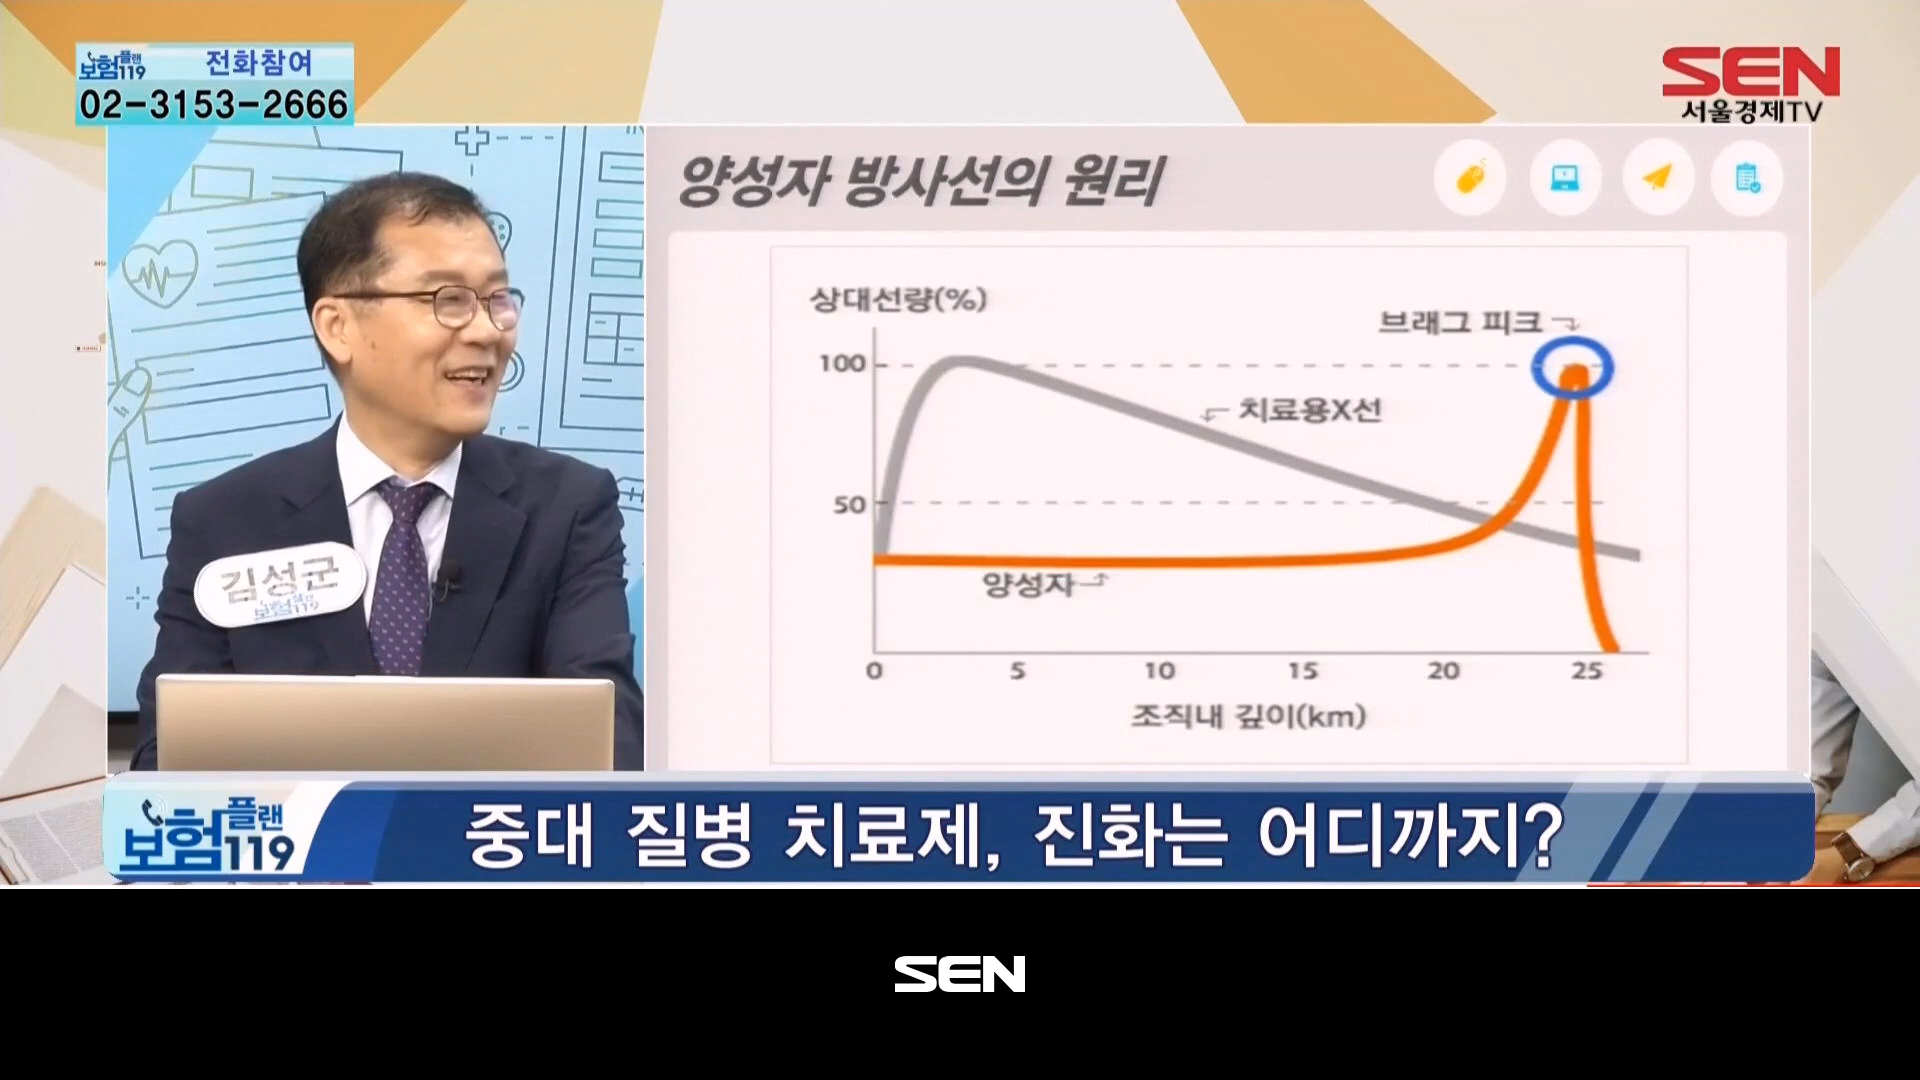 보험플랜119 전화참여
02-3153-2666
SEN
서울경제TV
양성자 방사선의 원리
상대선량(%)
브래그 피크
100
치료용X선
50
양성자
0 5 10 15 20 25
조직내 깊이(km)
김성군
보험플랜119
보험플랜119
중대 질병 치료제, 진화는 어디까지?
SEN